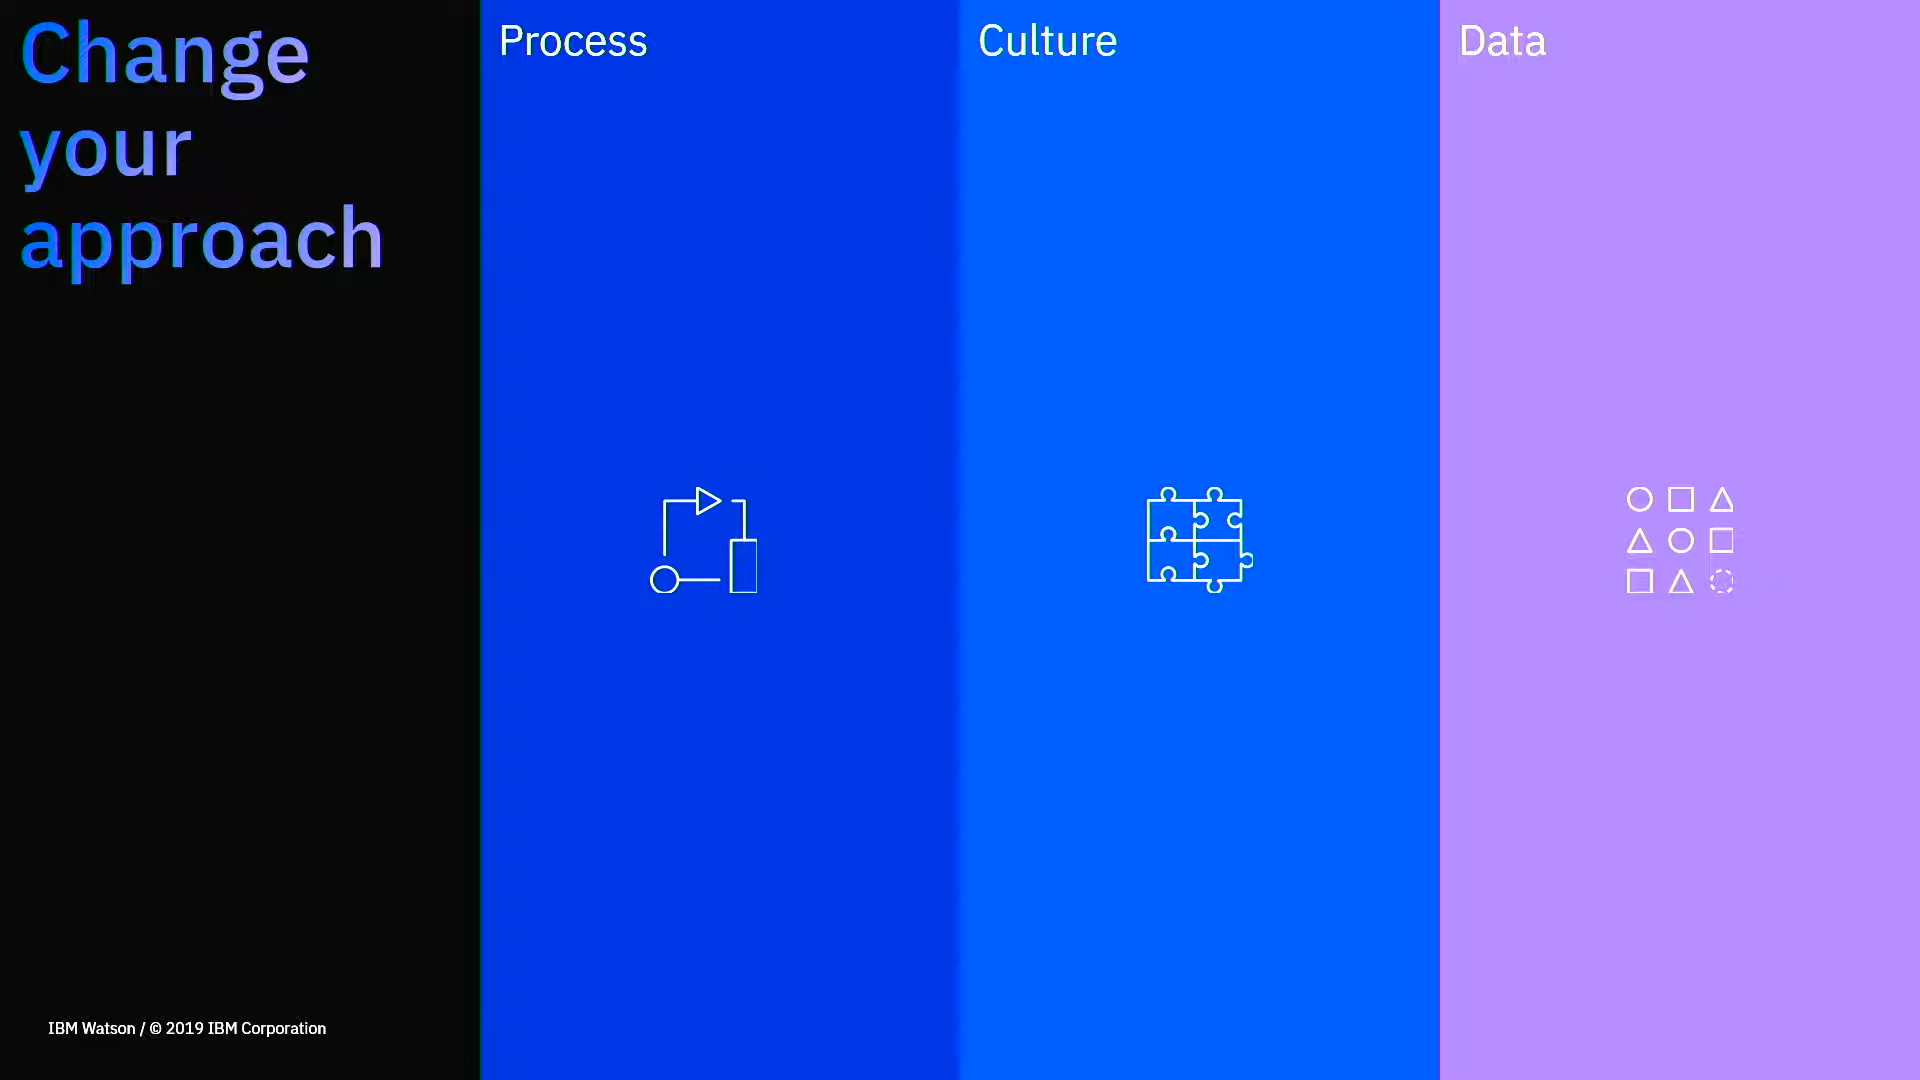 Change
your
approach
Process
Culture
Data
IBM Watson / © 2019 IBM Corporation